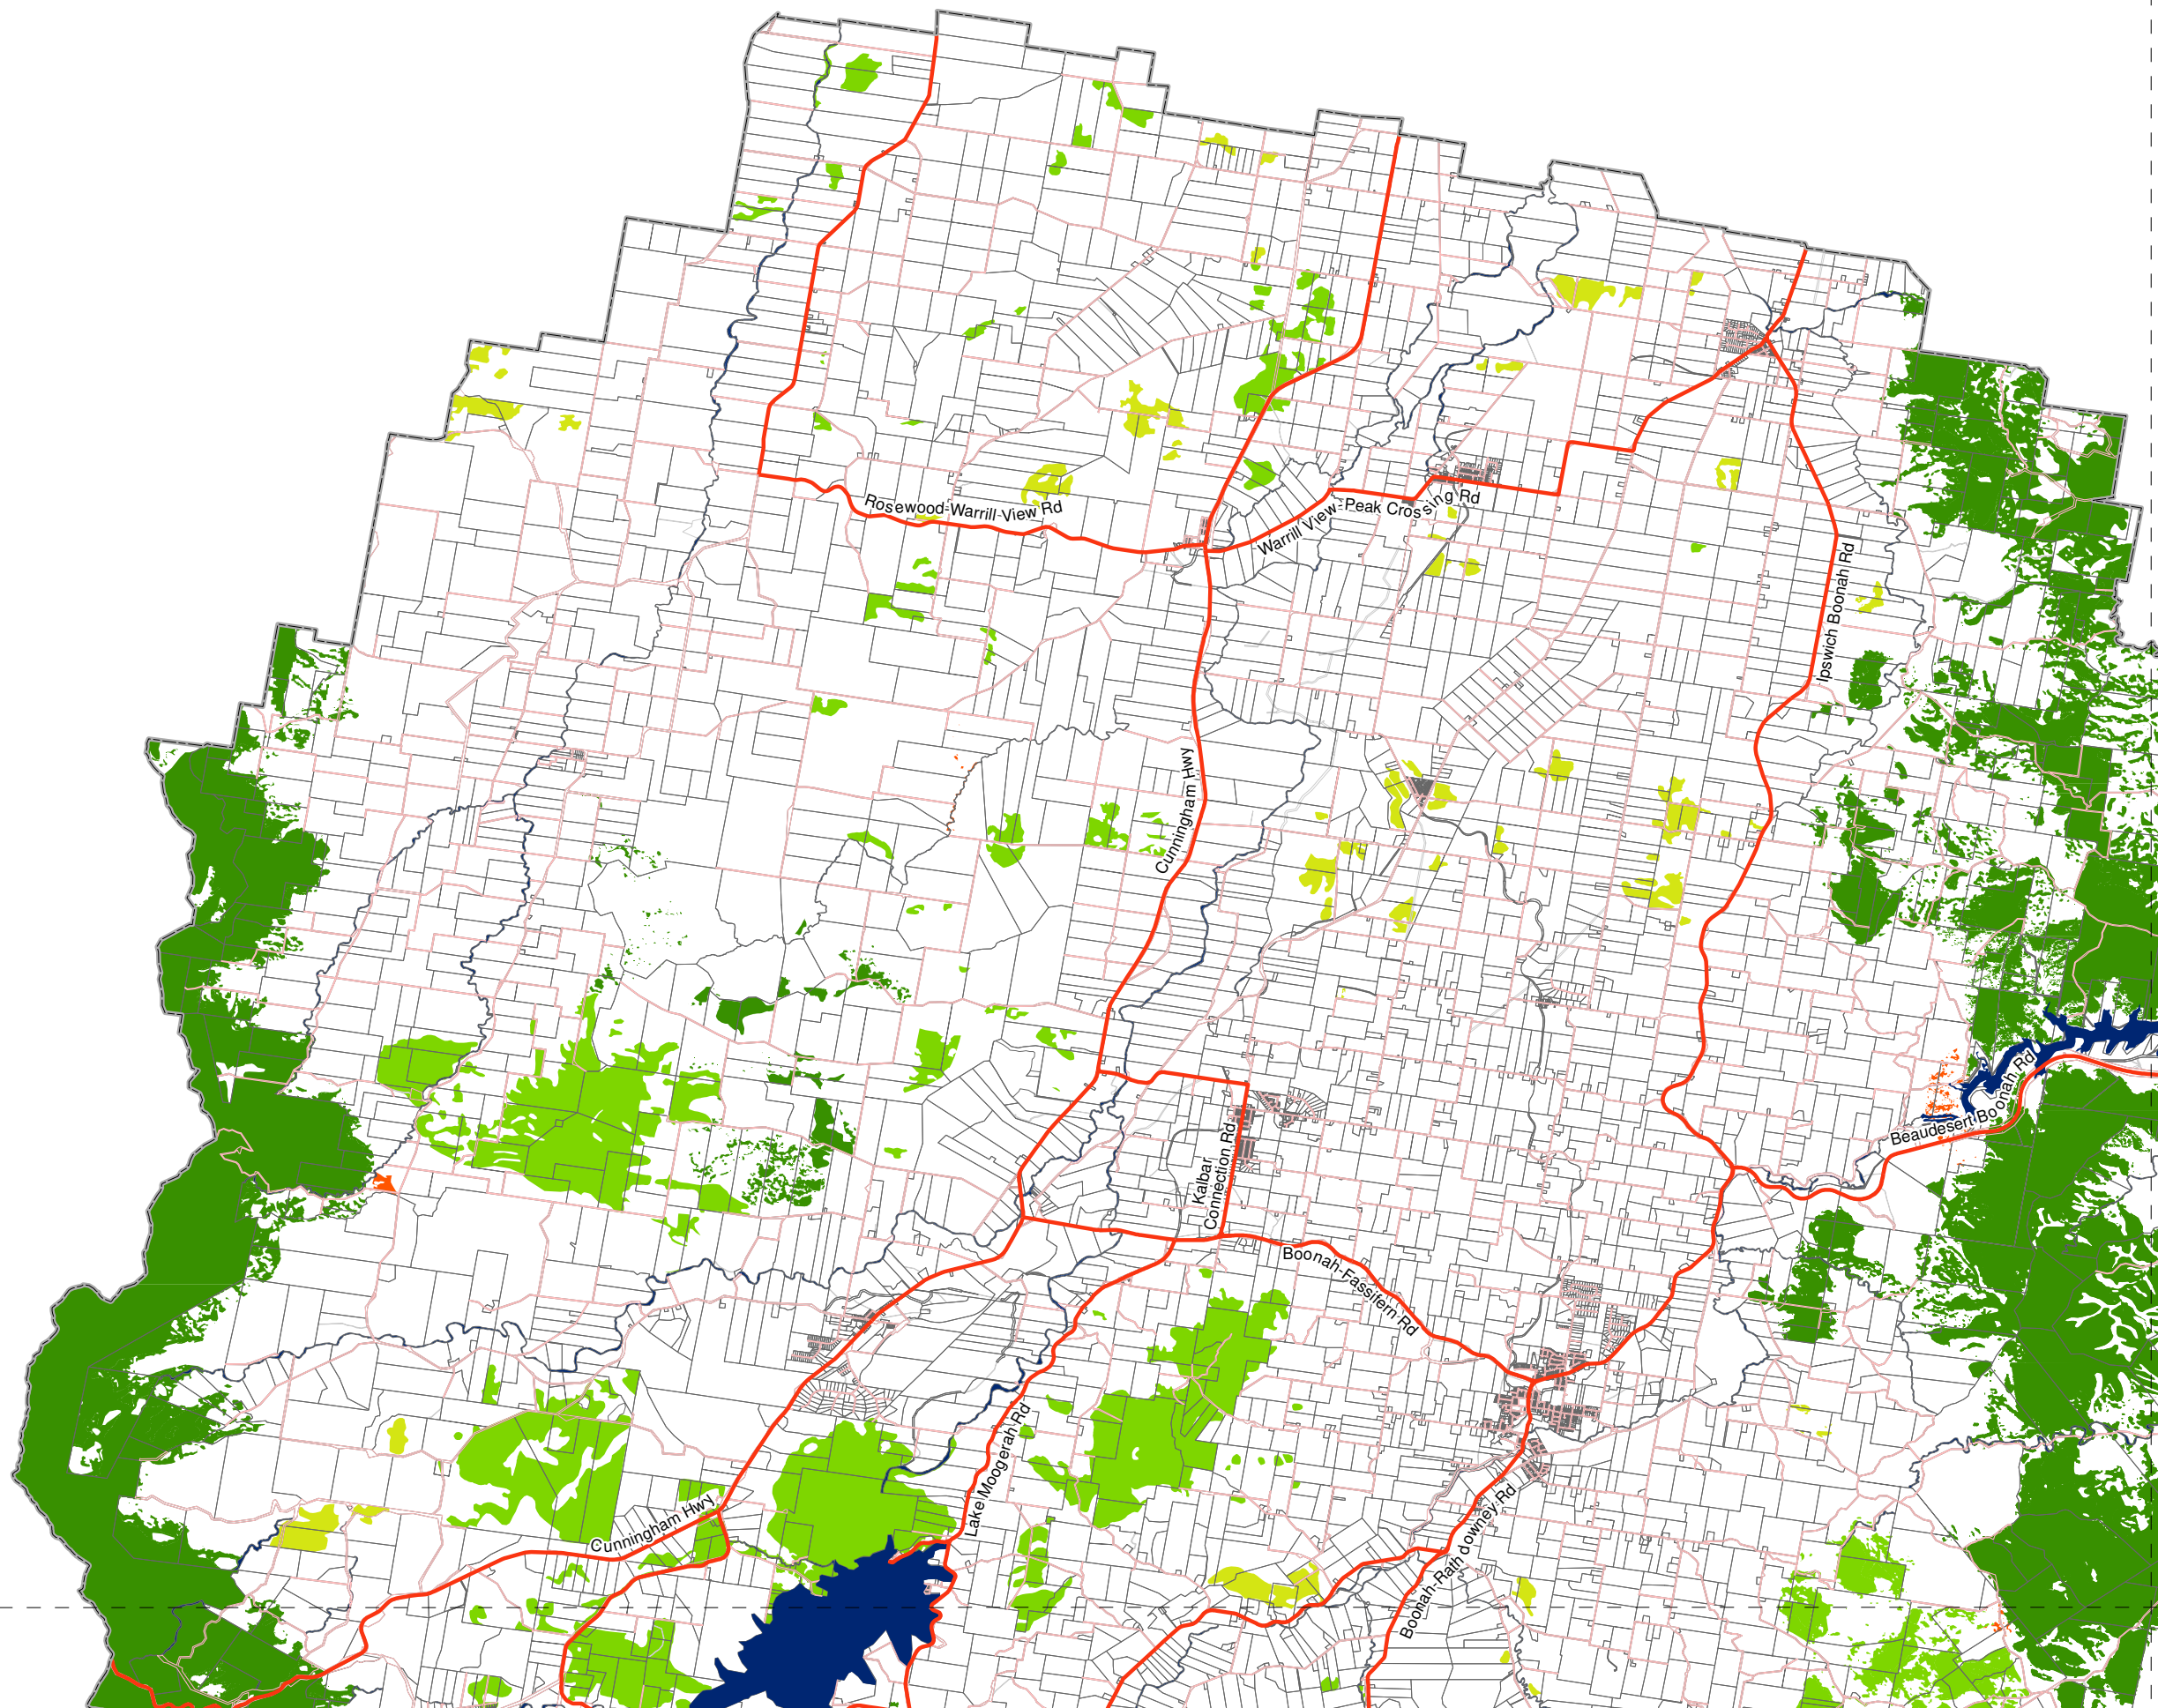 Rosewood-Warrill View Rd
Warrill View-Peak Crossing Rd
Ipswich Boonah Rd
Cunningham Hwy
Beaudesert Boonah Rd
Kalbar
Connection Rd
Boonah-Fassifern Rd
Lake Moogerah Rd
Cunningham Hwy
Boonah-Rathdowney Rd